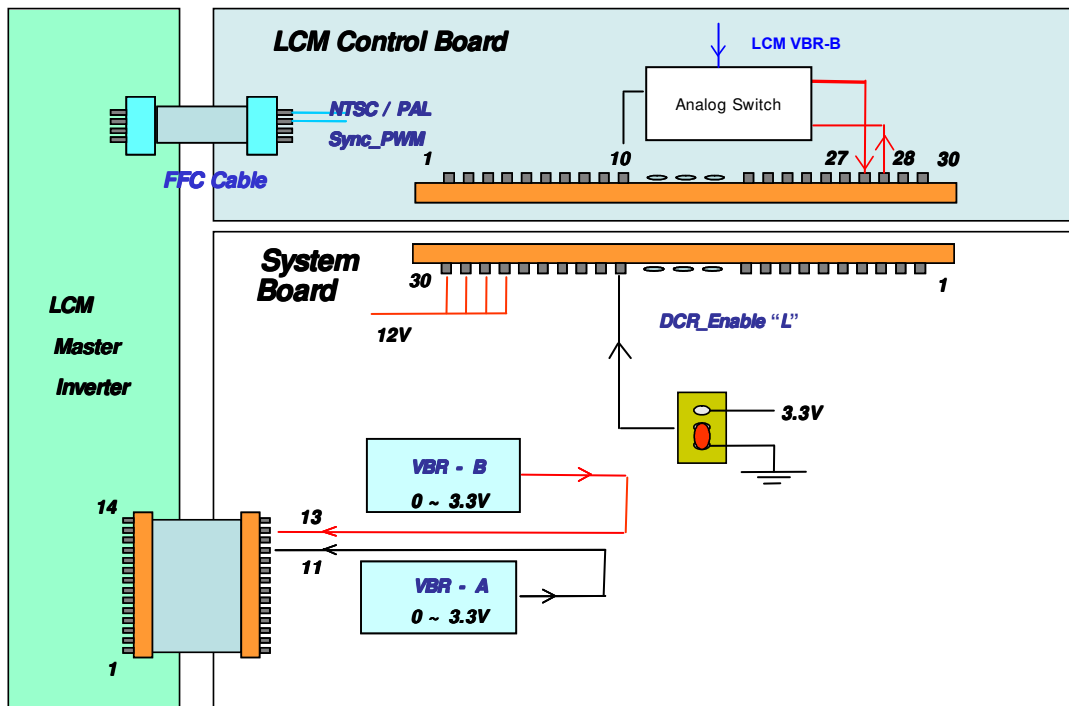 LCM Control Board
LCM VBR-B
Analog Switch
NTSC / PAL
Sync_PWM
FFC Cable
1
10
27
28
30
System
Board
30
1
12V
DCR_Enable “L”
3.3V
LCM
Master
Inverter
VBR - B
0 ~ 3.3V
14
13
11
VBR - A
0 ~ 3.3V
1